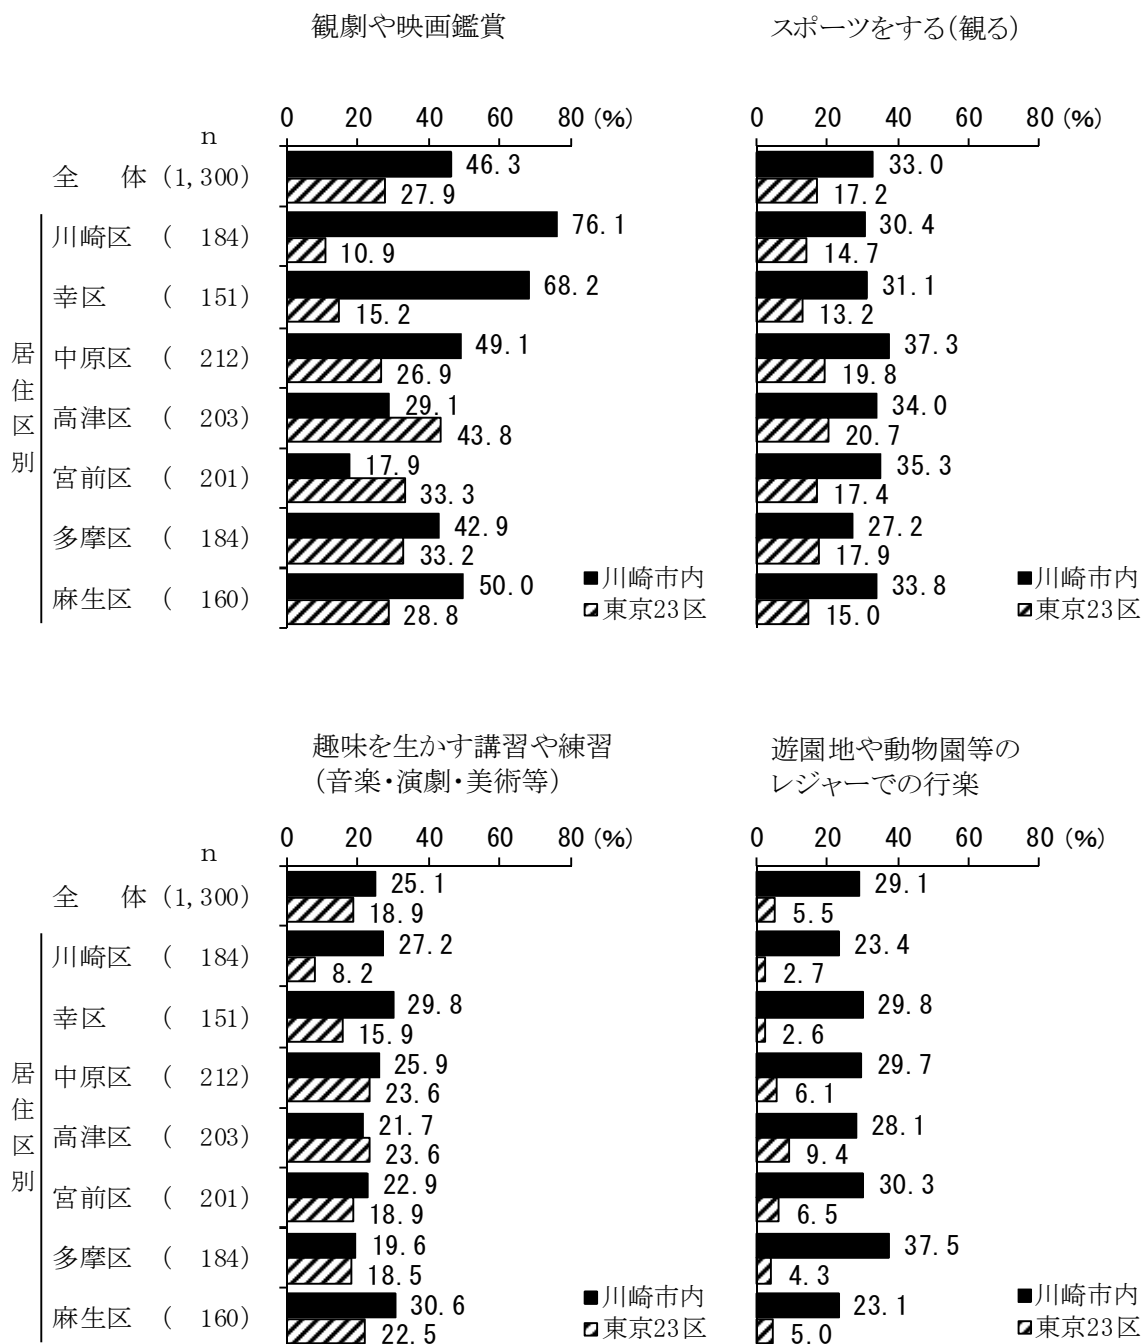 観劇や映画鑑賞
0 20 40 60 80 (%)
n
全 体 (1,300) 46.3
27.9
居住区別
川崎区 ( 184) 76.1
10.9
幸区 ( 151) 68.2
15.2
中原区 ( 212) 49.1
26.9
高津区 ( 203) 29.1
43.8
宮前区 ( 201) 17.9
33.3
多摩区 ( 184) 42.9
33.2
麻生区 ( 160) 50.0
28.8
川崎市内
東京23区
スポーツをする(観る)
0 20 40 60 80 (%)
33.0
17.2
30.4
14.7
31.1
13.2
37.3
19.8
34.0
20.7
35.3
17.4
27.2
17.9
33.8
15.0
川崎市内
東京23区
趣味を生かす講習や練習
(音楽・演劇・美術等)
0 20 40 60 80 (%)
n
全 体 (1,300) 25.1
18.9
居住区別
川崎区 ( 184) 27.2
8.2
幸区 ( 151) 29.8
15.9
中原区 ( 212) 25.9
23.6
高津区 ( 203) 21.7
23.6
宮前区 ( 201) 22.9
18.9
多摩区 ( 184) 19.6
18.5
麻生区 ( 160) 30.6
22.5
川崎市内
東京23区
遊園地や動物園等の
レジャーでの行楽
0 20 40 60 80 (%)
29.1
5.5
23.4
2.7
29.8
2.6
29.7
6.1
28.1
9.4
30.3
6.5
37.5
4.3
23.1
5.0
川崎市内
東京23区